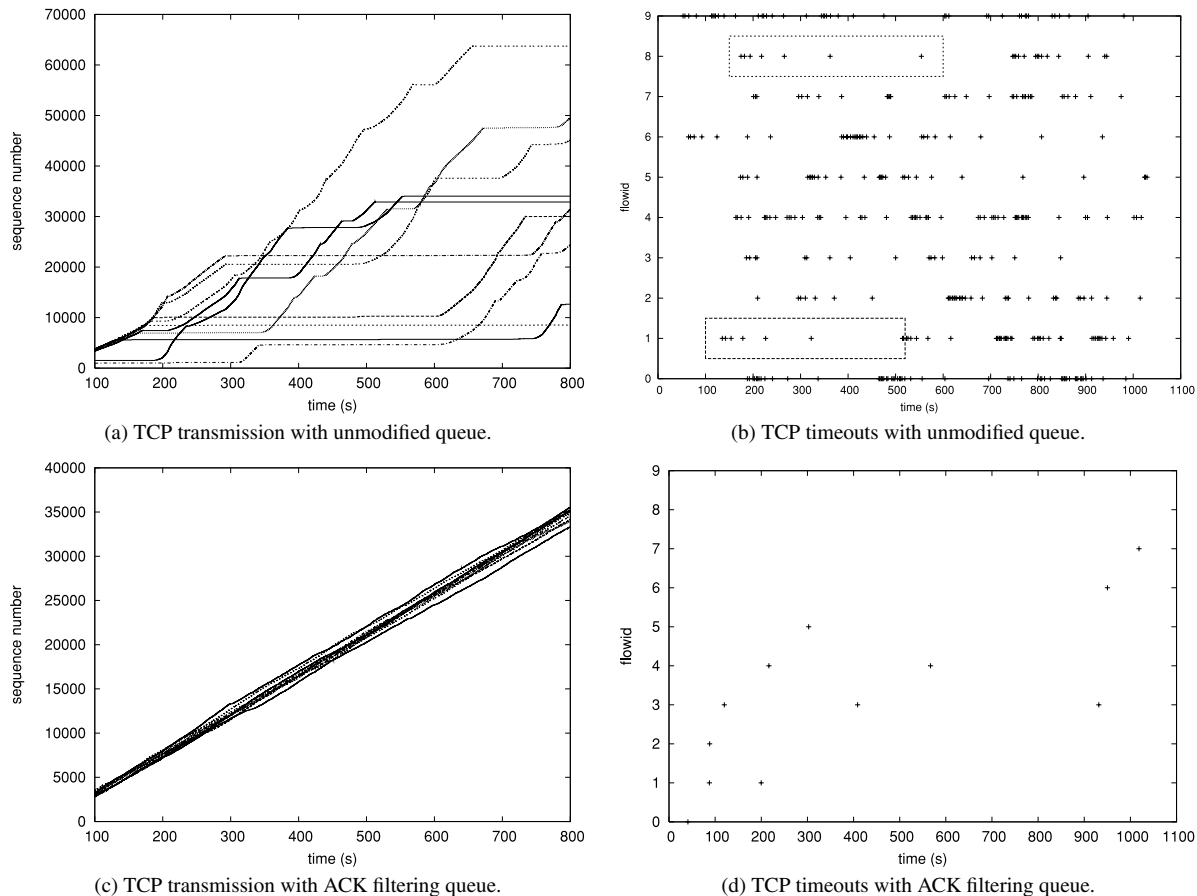 70000
60000
50000
40000
30000
20000
10000
0
sequence number
100 200 300 400 500 600 700 800
time (s)
(a) TCP transmission with unmodified queue.
9
8
7
6
5
4
3
2
1
0
flowid
0 100 200 300 400 500 600 700 800 900 1000 1100
time (s)
(b) TCP timeouts with unmodified queue.
40000
35000
30000
25000
20000
15000
10000
5000
0
sequence number
100 200 300 400 500 600 700 800
time (s)
(c) TCP transmission with ACK filtering queue.
9
8
7
6
5
4
3
2
1
0
flowid
0 100 200 300 400 500 600 700 800 900 1000 1100
time (s)
(d) TCP timeouts with ACK filtering queue.